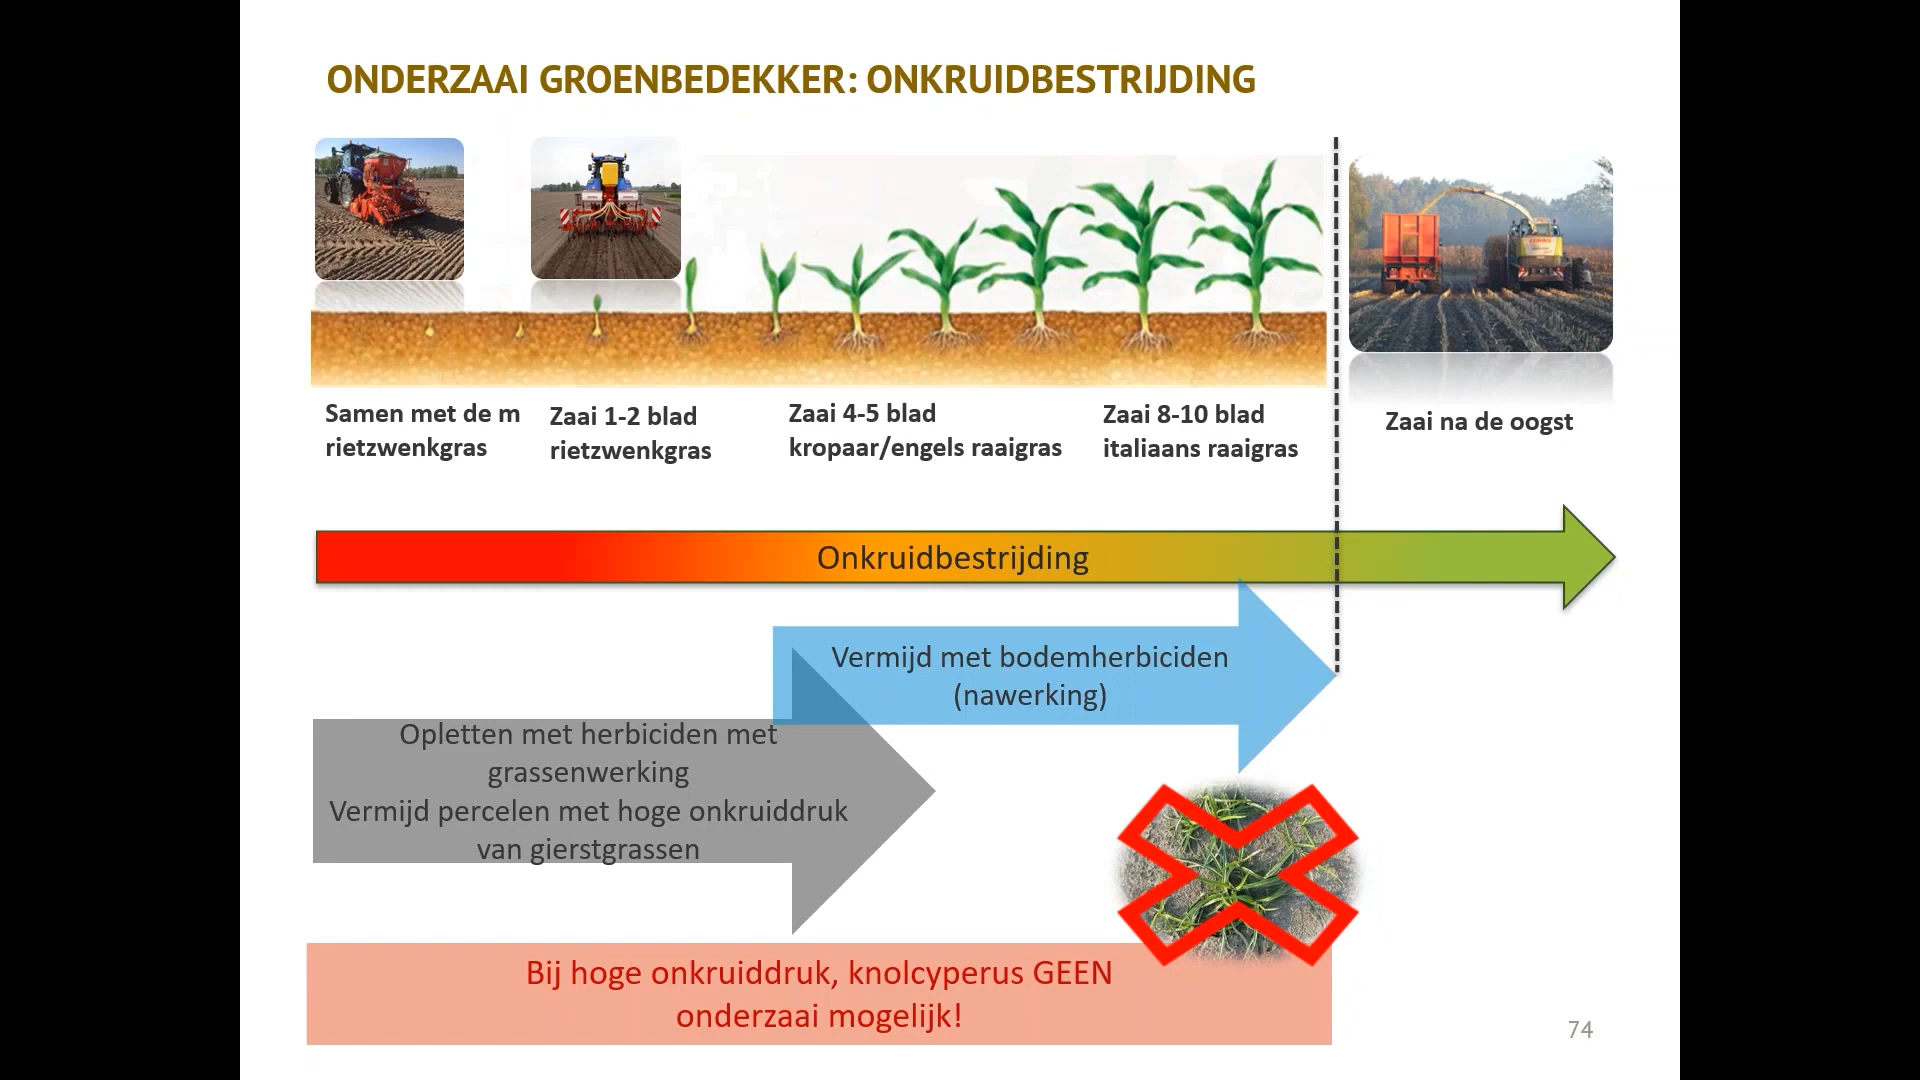 ONDERZAAI GROENBEDEKKER: ONKRUIDBESTRIJDING
Samen met de m
rietzwenkgras
Zaai 1-2 blad
rietzwenkgras
Zaai 4-5 blad
kropaar/engels raaigras
Zaai 8-10 blad
italiaans raaigras
Zaai na de oogst
Onkruidbestrijding
Vermijd met bodemherbiciden
(nawerking)
Opletten met herbiciden met
grassenwerking
Vermijd percelen met hoge onkruiddruk
van gierstgrassen
Bij hoge onkruiddruk, knolcyperus GEEN
onderzaai mogelijk!
74